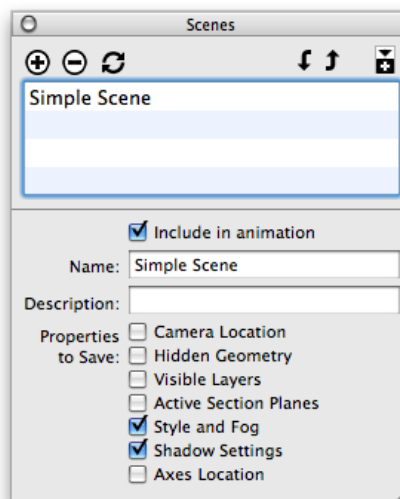 Scenes
Simple Scene
Include in animation
Name: Simple Scene
Description:
Properties to Save:
Camera Location
Hidden Geometry
Visible Layers
Active Section Planes
Style and Fog
Shadow Settings
Axes Location